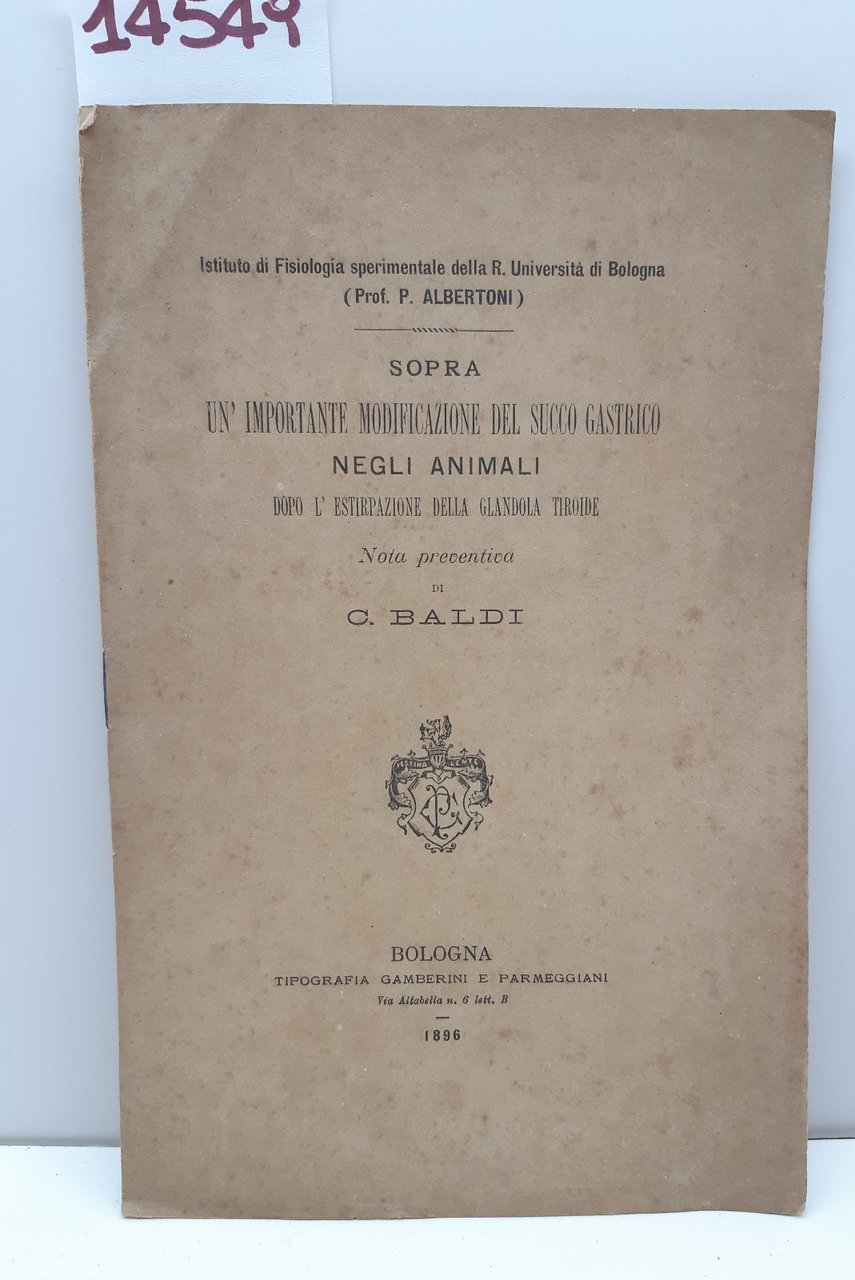 14549
Istituto di Fisiologia sperimentale della R. Università di Bologna
(Prof. P. ALBERTONI)
SOPRA
UN' IMPORTANTE MODIFICAZIONE DEL SUCCO GASTRICO
NEGLI ANIMALI
DOPO L' ESTIRPAZIONE DELLA GLANDOLA TIROIDE
Nota preventiva
DI
C. BALDI
FESTINA LENTE
BOLOGNA
TIPOGRAFIA GAMBERINI E PARMEGGIANI
Via Altabella n. 6 lett. B
1896